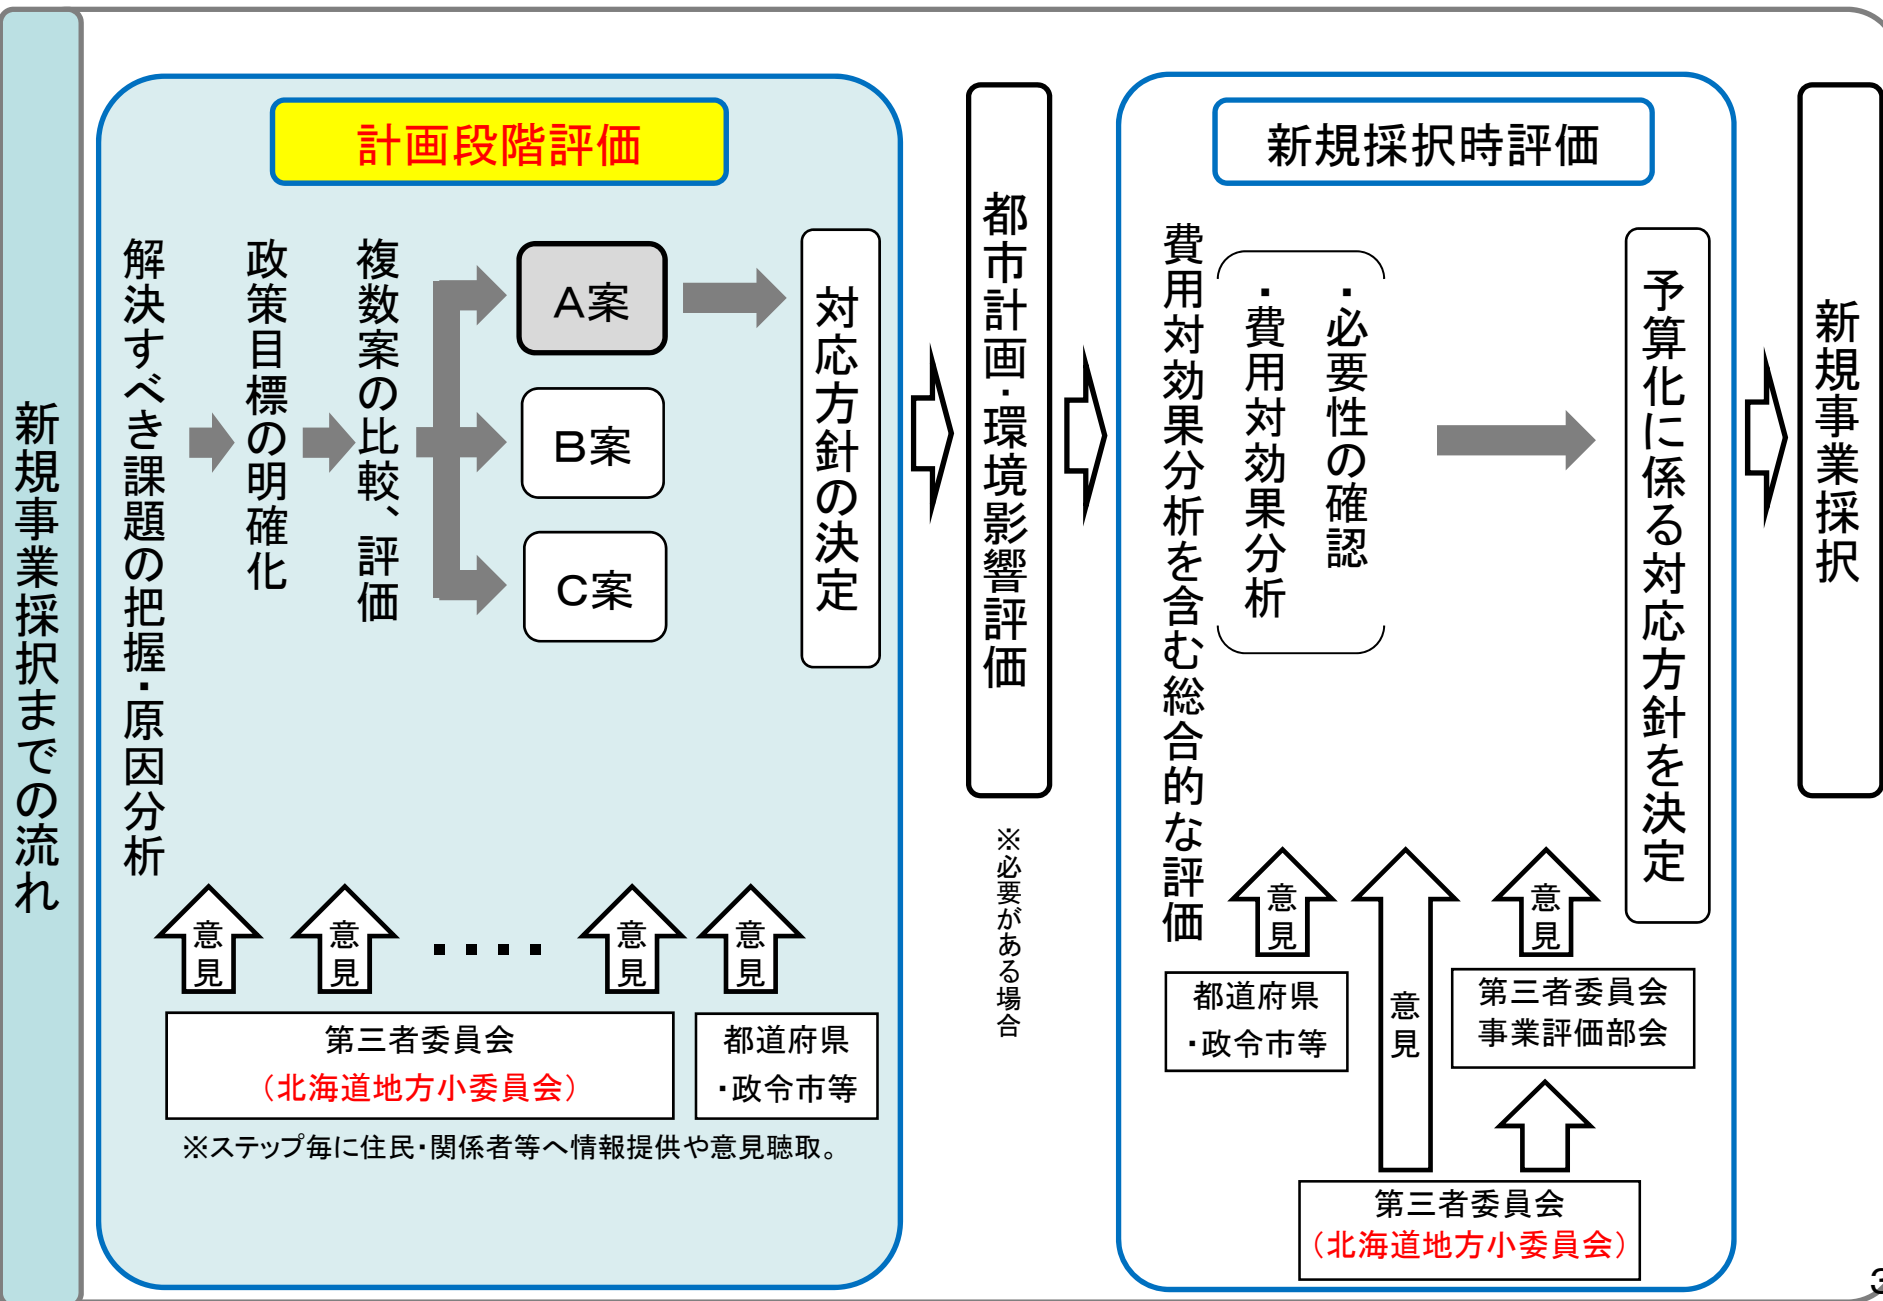 新規事業採択までの流れ
計画段階評価
解決すべき課題の把握・原因分析
政策目標の明確化
複数案の比較、評価
A案
B案
C案
対応方針の決定
意見
意見
・・・・
意見
意見
第三者委員会
（北海道地方小委員会）
都道府県
・政令市等
※ステップ毎に住民・関係者等へ情報提供や意見聴取。
都市計画・環境影響評価
※必要がある場合
新規採択時評価
費用対効果分析を含む総合的な評価
・費用対効果分析
・必要性の確認
予算化に係る対応方針を決定
意見
意見
意見
都道府県
・政令市等
第三者委員会
事業評価部会
第三者委員会
（北海道地方小委員会）
新規事業採択
3